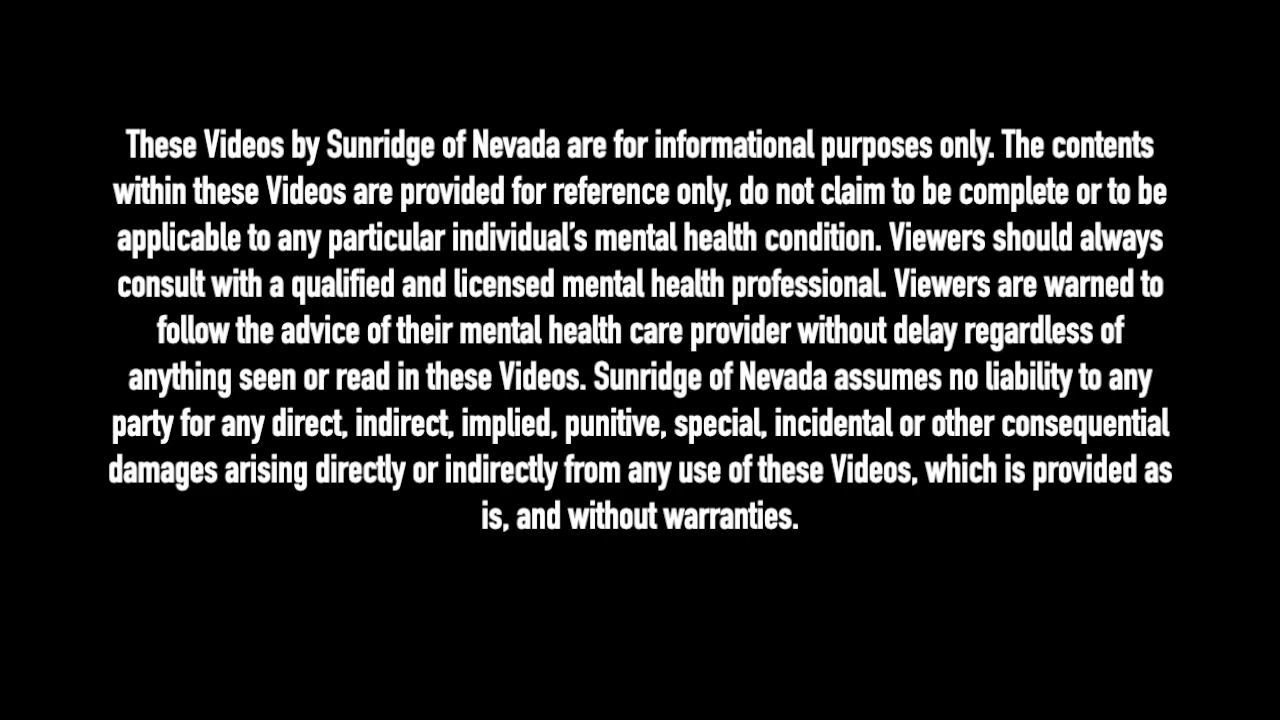 These Videos by Sunridge of Nevada are for informational purposes only. The contents
within these Videos are provided for reference only, do not claim to be complete or to be
applicable to any particular individual’s mental health condition. Viewers should always
consult with a qualified and licensed mental health professional. Viewers are warned to
follow the advice of their mental health care provider without delay regardless of
anything seen or read in these Videos. Sunridge of Nevada assumes no liability to any
party for any direct, indirect, implied, punitive, special, incidental or other consequential
damages arising directly or indirectly from any use of these Videos, which is provided as
is, and without warranties.